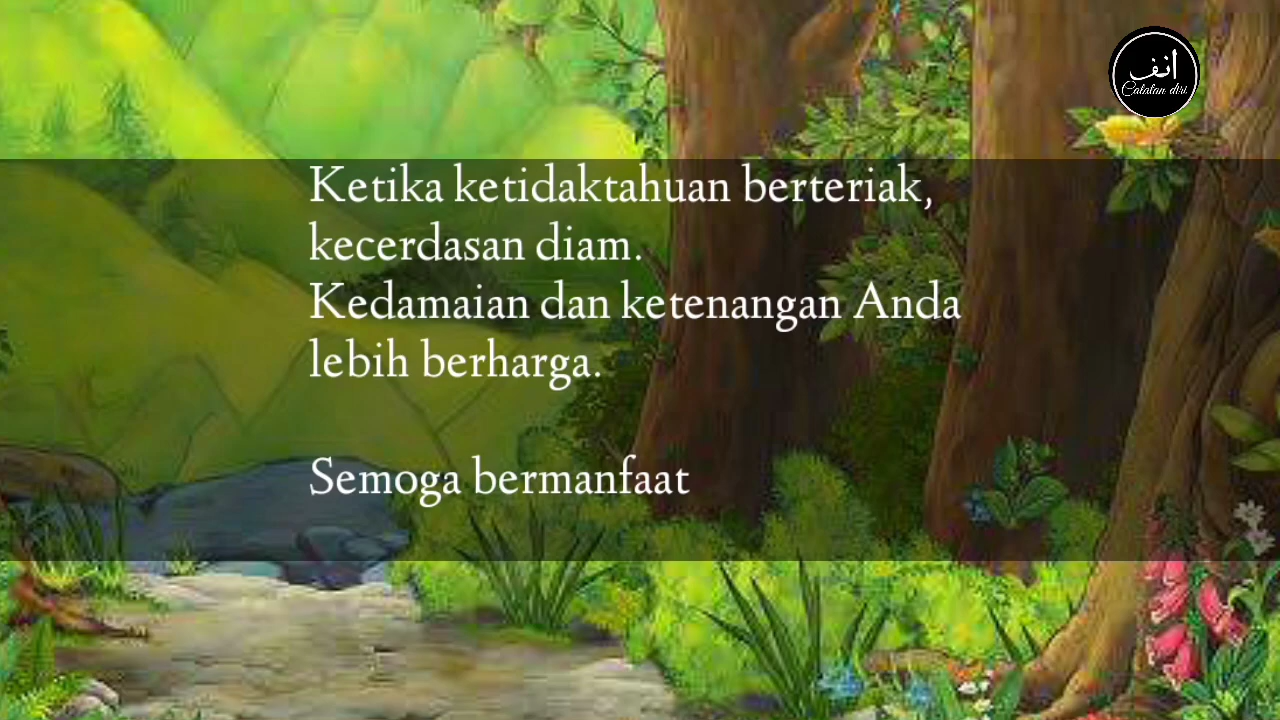 انف
Catatan diri
Ketika ketidaktahuan berteriak,
kecerdasan diam.
Kedamaian dan ketenangan Anda
lebih berharga.
Semoga bermanfaat